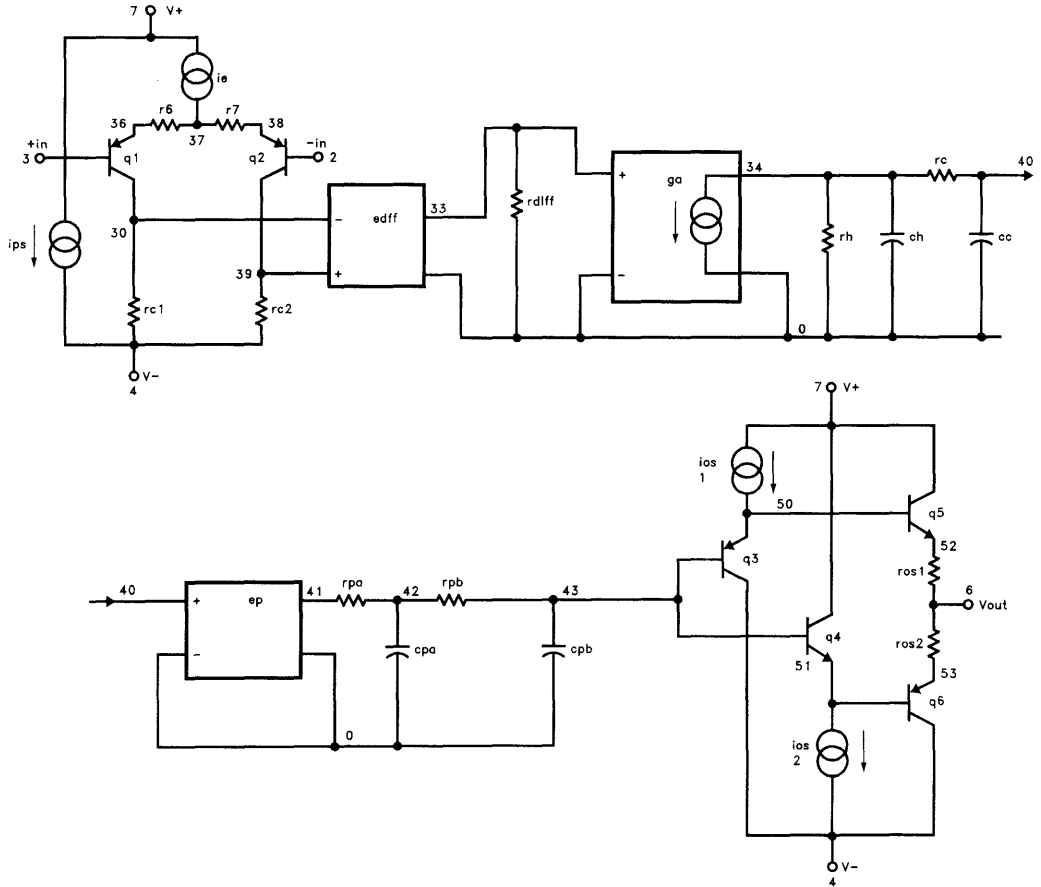 7 V+
ie
36 r6 r7 38
37
+in
3
q1
q2
-in
2
ips
30
39
rc1
rc2
V-
4
-
edff
+
33
rdiff
+
ga
-
34
rc
40
rh
ch
cc
0
7 V+
ios
1
50
q5
q3
52
ros1
6
Vout
q4
51
ros2
53
q6
ios
2
V-
4
40
+
ep
-
41
rpa
42
rpb
43
cpa
cpb
0